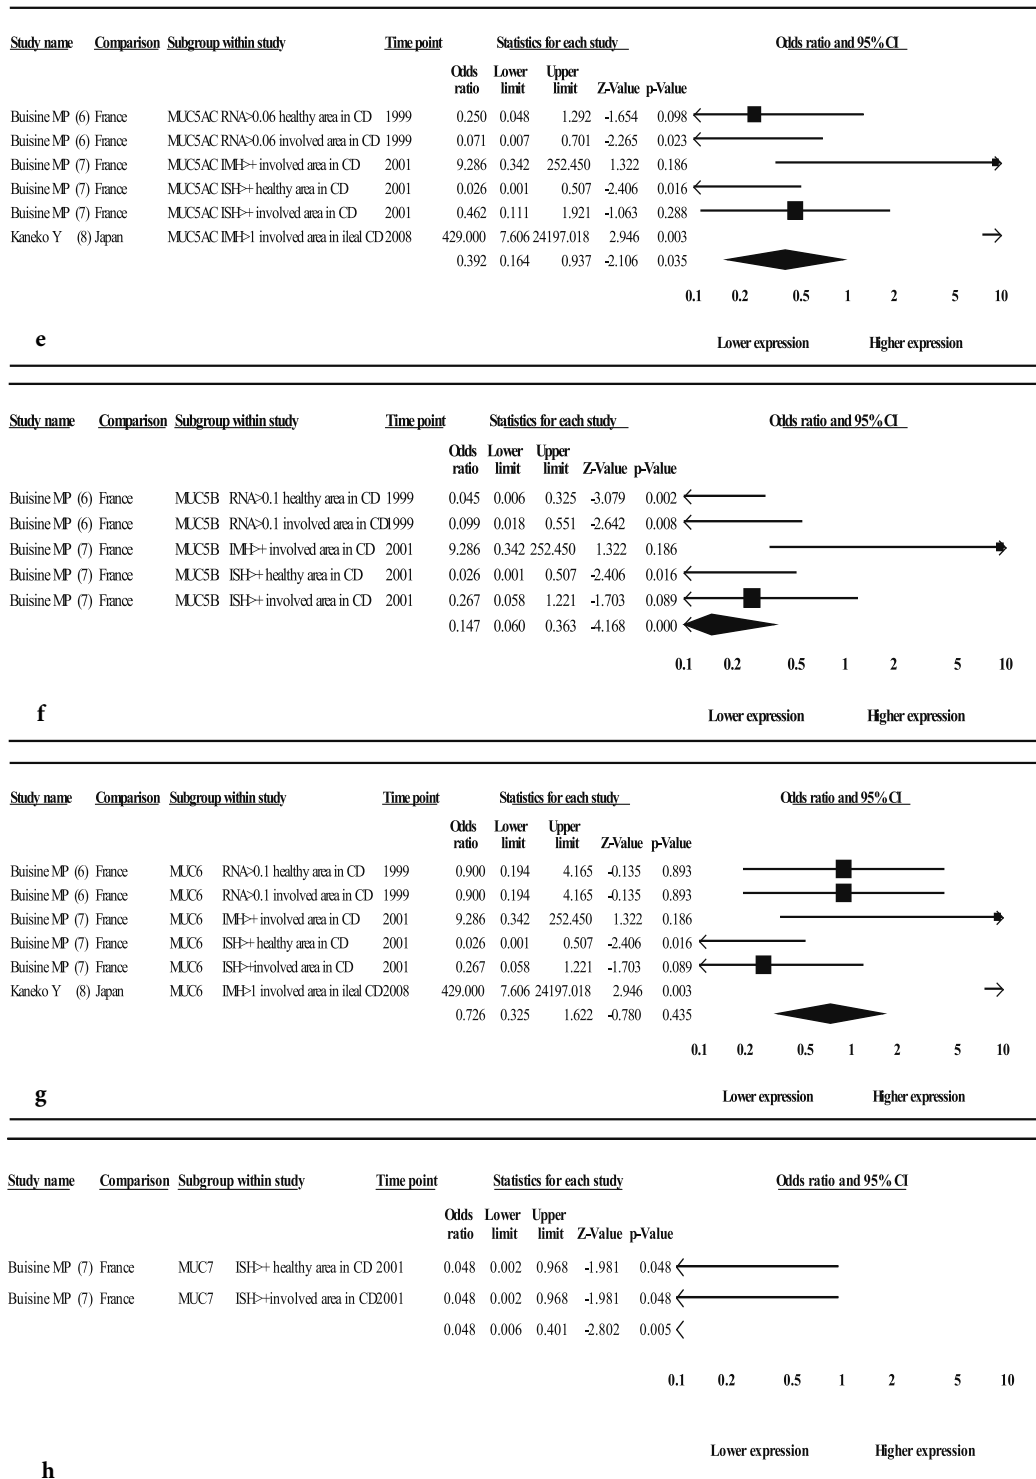 Study name Comparison Subgroup within study Time point Statistics for each study Odds ratio and 95% CI
Odds Lower Upper
ratio limit limit Z-Value p-Value
Buisine MP (6) France MUC5AC RNA>0.06 healthy area in CD 1999 0.250 0.048 1.292 -1.654 0.098
Buisine MP (6) France MUC5AC RNA>0.06 involved area in CD 1999 0.071 0.007 0.701 -2.265 0.023
Buisine MP (7) France MUC5AC IMH>+ involved area in CD 2001 9.286 0.342 252.450 1.322 0.186
Buisine MP (7) France MUC5AC ISH>+ healthy area in CD 2001 0.026 0.001 0.507 -2.406 0.016
Buisine MP (7) France MUC5AC ISH>+ involved area in CD 2001 0.462 0.111 1.921 -1.063 0.288
Kaneko Y (8) Japan MUC5AC IMH>1 involved area in ileal CD 2008 429.000 7.606 24197.018 2.946 0.003
0.392 0.164 0.937 -2.106 0.035
0.1 0.2 0.5 1 2 5 10
Lower expression Higher expression
e
Study name Comparison Subgroup within study Time point Statistics for each study Odds ratio and 95% CI
Odds Lower Upper
ratio limit limit Z-Value p-Value
Buisine MP (6) France MUC5B RNA>0.1 healthy area in CD 1999 0.045 0.006 0.325 -3.079 0.002
Buisine MP (6) France MUC5B RNA>0.1 involved area in CD1999 0.099 0.018 0.551 -2.642 0.008
Buisine MP (7) France MUC5B IMH>+ involved area in CD 2001 9.286 0.342 252.450 1.322 0.186
Buisine MP (7) France MUC5B ISH>+ healthy area in CD 2001 0.026 0.001 0.507 -2.406 0.016
Buisine MP (7) France MUC5B ISH>+ involved area in CD 2001 0.267 0.058 1.221 -1.703 0.089
0.147 0.060 0.363 -4.168 0.000
0.1 0.2 0.5 1 2 5 10
Lower expression Higher expression
f
Study name Comparison Subgroup within study Time point Statistics for each study Odds ratio and 95% CI
Odds Lower Upper
ratio limit limit Z-Value p-Value
Buisine MP (6) France MUC6 RNA>0.1 healthy area in CD 1999 0.900 0.194 4.165 -0.135 0.893
Buisine MP (6) France MUC6 RNA>0.1 involved area in CD 1999 0.900 0.194 4.165 -0.135 0.893
Buisine MP (7) France MUC6 IMH>+ involved area in CD 2001 9.286 0.342 252.450 1.322 0.186
Buisine MP (7) France MUC6 ISH>+ healthy area in CD 2001 0.026 0.001 0.507 -2.406 0.016
Buisine MP (7) France MUC6 ISH>+involved area in CD 2001 0.267 0.058 1.221 -1.703 0.089
Kaneko Y (8) Japan MUC6 IMH>1 involved area in ileal CD2008 429.000 7.606 24197.018 2.946 0.003
0.726 0.325 1.622 -0.780 0.435
0.1 0.2 0.5 1 2 5 10
Lower expression Higher expression
g
Study name Comparison Subgroup within study Time point Statistics for each study Odds ratio and 95% CI
Odds Lower Upper
ratio limit limit Z-Value p-Value
Buisine MP (7) France MUC7 ISH>+ healthy area in CD 2001 0.048 0.002 0.968 -1.981 0.048
Buisine MP (7) France MUC7 ISH>+involved area in CD2001 0.048 0.002 0.968 -1.981 0.048
0.048 0.006 0.401 -2.802 0.005
0.1 0.2 0.5 1 2 5 10
Lower expression Higher expression
h